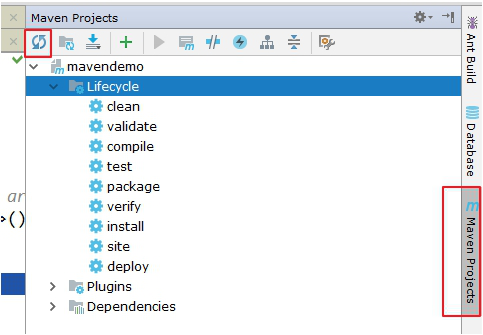 Maven Projects
mavendemo
Lifecycle
clean
validate
compile
test
package
verify
install
site
deploy
Plugins
Dependencies
ar
>()
Ant Build
Database
m
Maven Projects